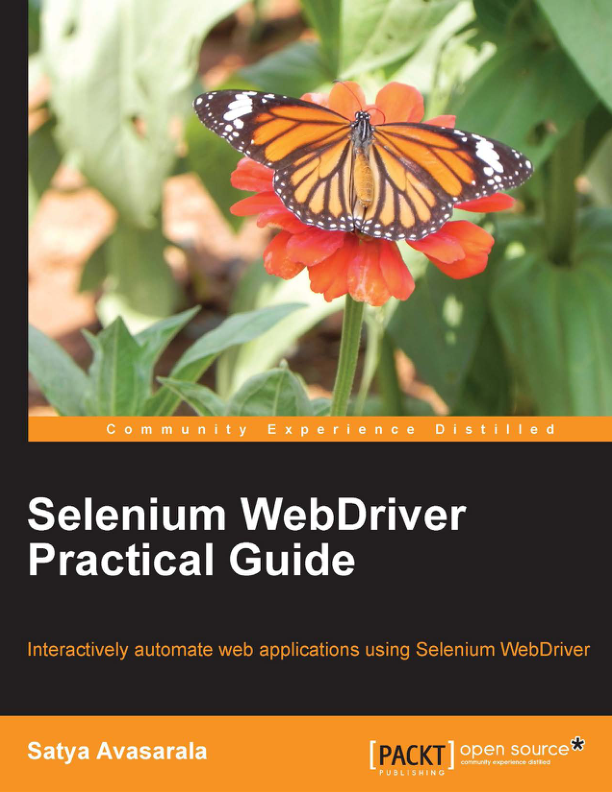 Community Experience Distilled
Selenium WebDriver
Practical Guide
Interactively automate web applications using Selenium WebDriver
Satya Avasarala
[PACKT] open source*
PUBLISHING community experience distilled